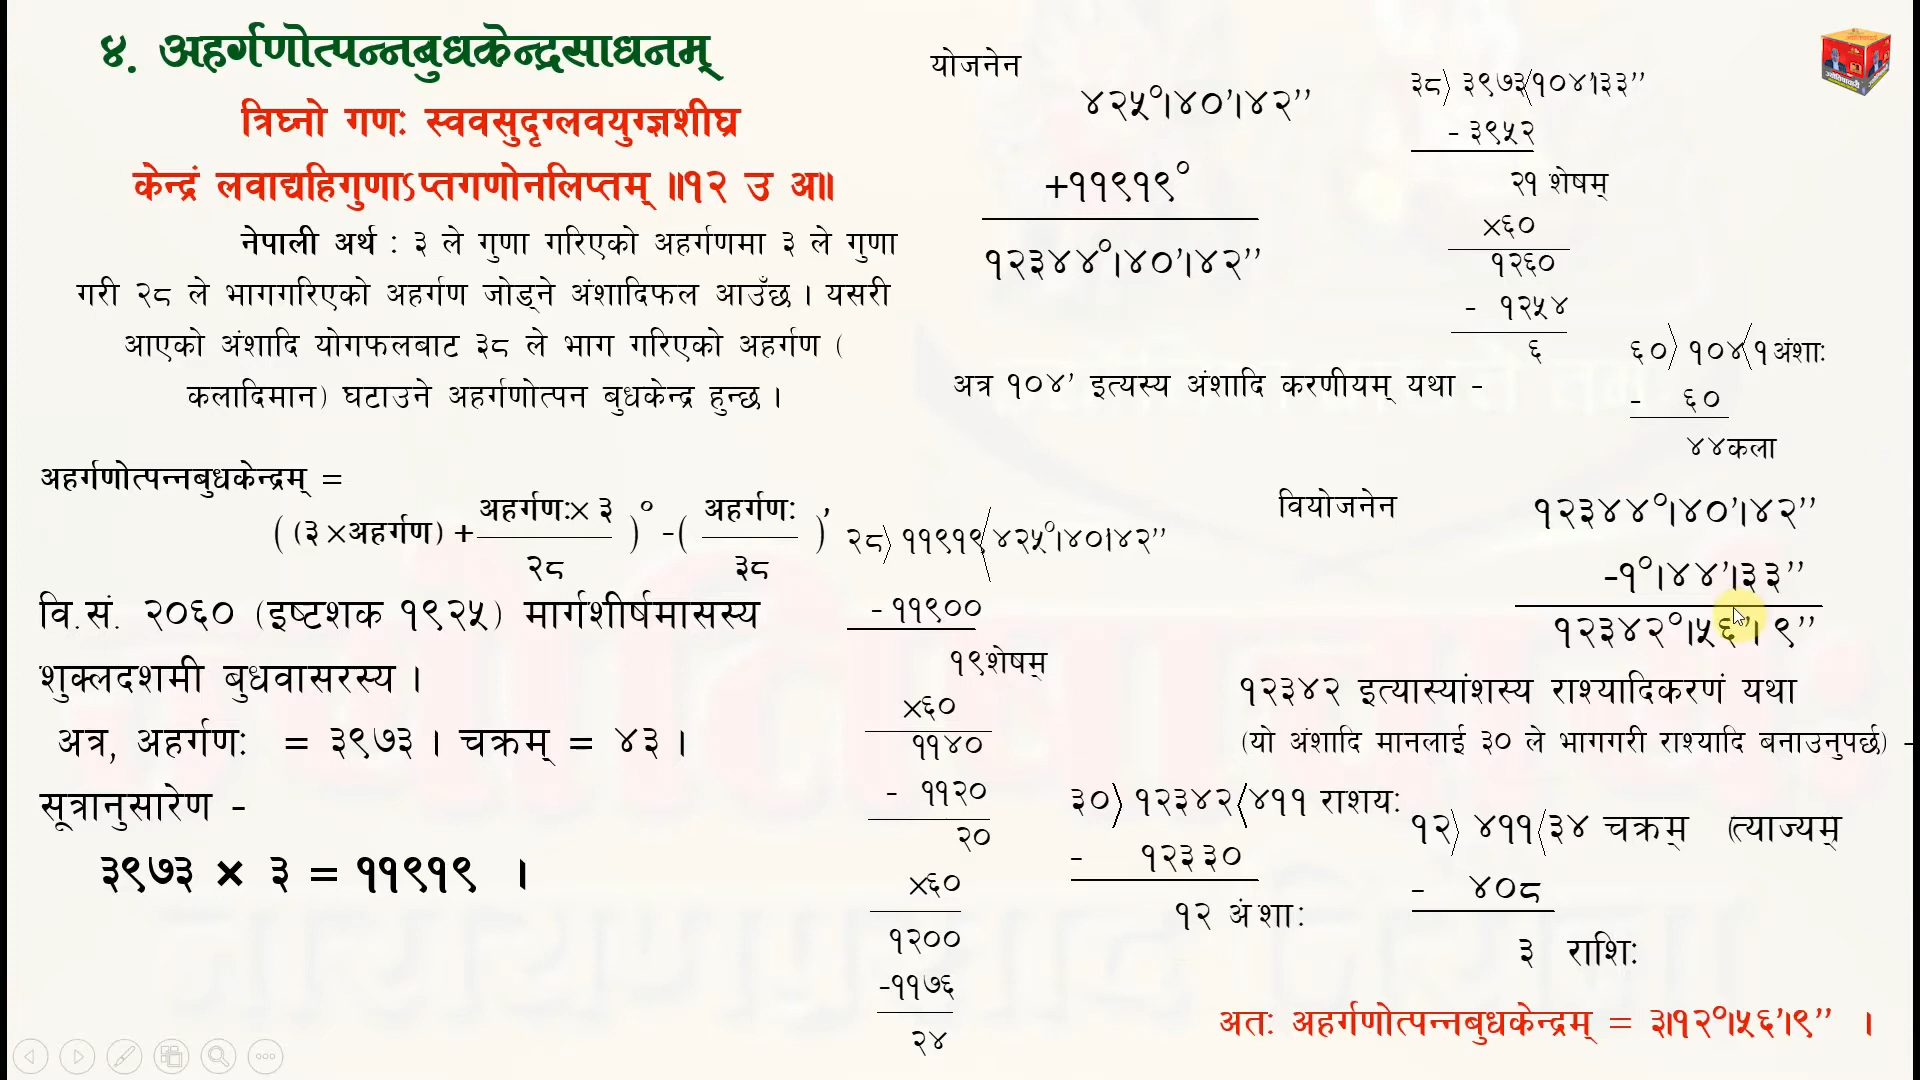 ४. अहर्गणोत्पन्नबुधकेन्द्रसाधनम्
त्रिघ्नो गणः स्ववसुदृग्लवयुग्ज्ञशीघ्र
केन्द्रं लवाद्यहिगुणाऽप्तगणोनलिप्तम् ॥१२ उ अ॥
नेपाली अर्थ : ३ ले गुणा गरिएको अहर्गणमा ३ ले गुणा
गरी २८ ले भागगरिएको अहर्गण जोड्ने अंशादिफल आउँछ । यसरी
आएको अंशादि योगफलबाट ३८ ले भाग गरिएको अहर्गण (
कलादिमान) घटाउने अहर्गणोत्पन बुधकेन्द्र हुन्छ ।
अहर्गणोत्पन्नबुधकेन्द्रम् =
( (३ ×अहर्गण) + अहर्गणः× ३ / २८ )° -( अहर्गणः / ३८ )’
वि.सं. २०६० (इष्टशक १९२५) मार्गशीर्षमासस्य
शुक्लदशमी बुधवासरस्य ।
अत्र, अहर्गणः = ३९७३ । चक्रम् = ४३ ।
सूत्रानुसारेण -
३९७३ × ३ = ११९१९ ।
२८⟩ ११९१९⟨४२५°।४०’।४२’’
- ११९००
१९शेषम्
×६०
११४०
- ११२०
२०
×६०
१२००
-११७६
२४
योजनेन
४२५°।४०’।४२’’
+११९१९°
१२३४४°।४०’।४२’’
३८⟩ ३९७३⟨१०४’।३३’’
- ३९५२
२१ शेषम्
×६०
१२६०
- १२५४
६
अत्र १०४’ इत्यस्य अंशादि करणीयम् यथा -
६०⟩ १०४⟨१अंशाः
- ६०
४४कला
वियोजनेन
१२३४४°।४०’।४२’’
-१°।४४’।३३’’
१२३४२°।५६’। ९’’
१२३४२ इत्यास्यांशस्य राश्यादिकरणं यथा
(यो अंशादि मानलाई ३० ले भागगरी राश्यादि बनाउनुपर्छ) -
३०⟩ १२३४२⟨४११ राशयः
- १२३३०
१२ अंशाः
१२⟩ ४११⟨३४ चक्रम् (त्याज्यम्
- ४०८
३ राशिः
अतः अहर्गणोत्पन्नबुधकेन्द्रम् = ३।१२°।५६’।९’’ ।